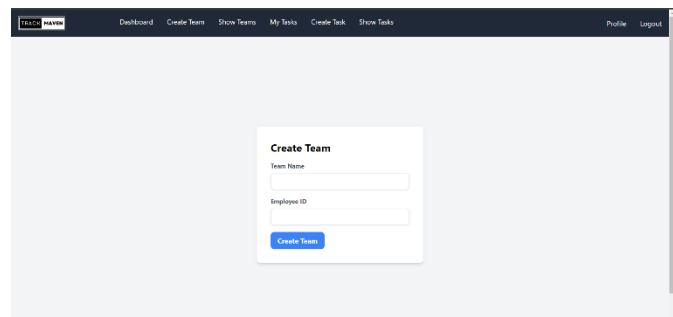 TRACK MAVEN Dashboard Create Team Show Teams My Tasks Create Task Show Tasks Profile Logout
Create Team
Team Name
Employee ID
Create Team